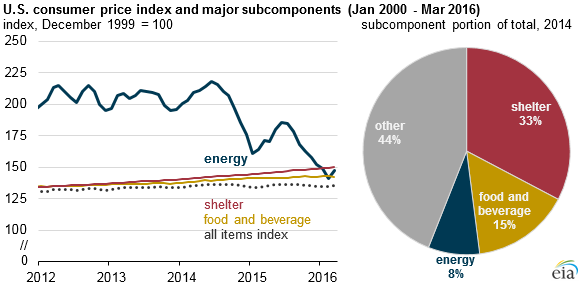 U.S. consumer price index and major subcomponents (Jan 2000 - Mar 2016)
index, December 1999 = 100
subcomponent portion of total, 2014
250
225
200
175
150
125
100
//
0
2012
2013
2014
2015
2016
energy
shelter
food and beverage
all items index
other
44%
shelter
33%
food and
beverage
15%
energy
8%
eia